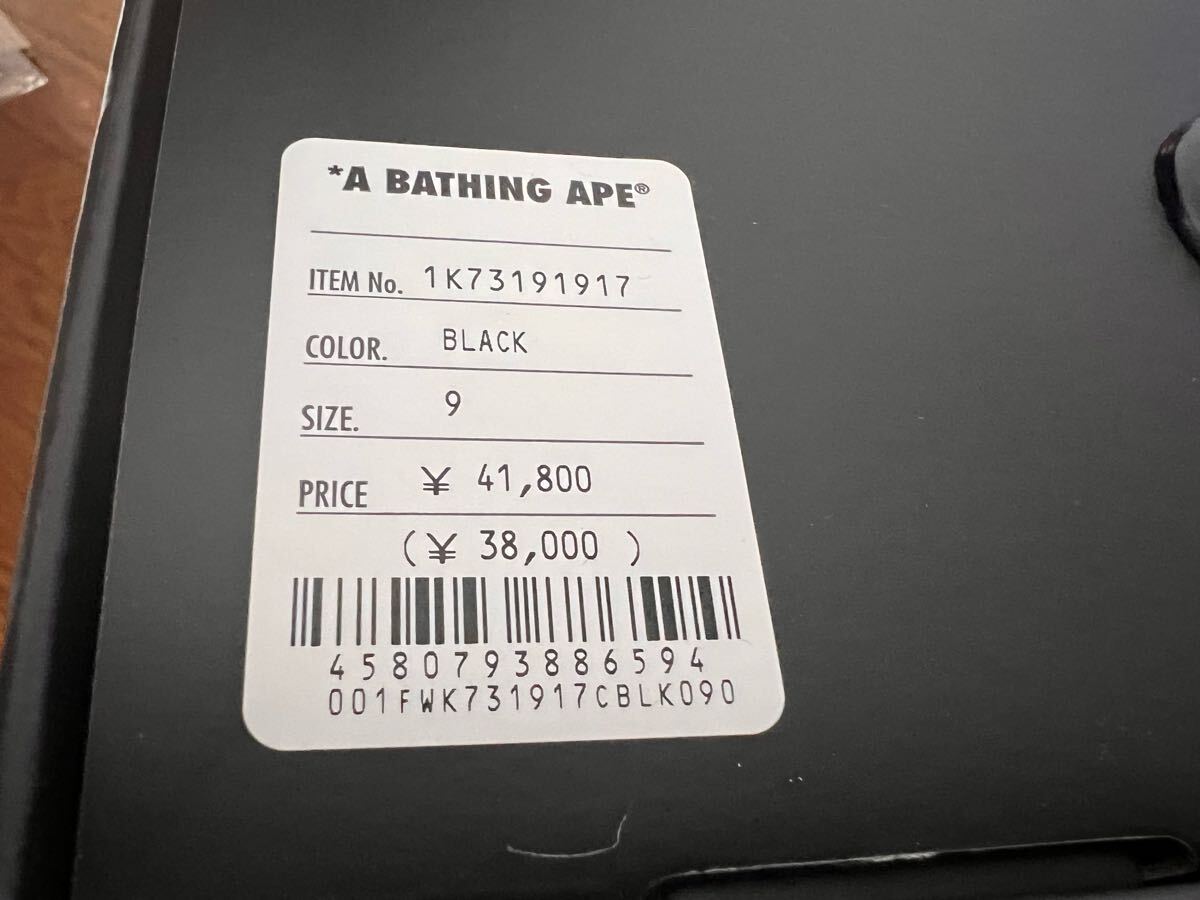 *A BATHING APE®
ITEM No. 1K73191917
COLOR. BLACK
SIZE. 9
PRICE ¥ 41,800
(¥ 38,000 )
4580793886594
001FWK731917CBLK090